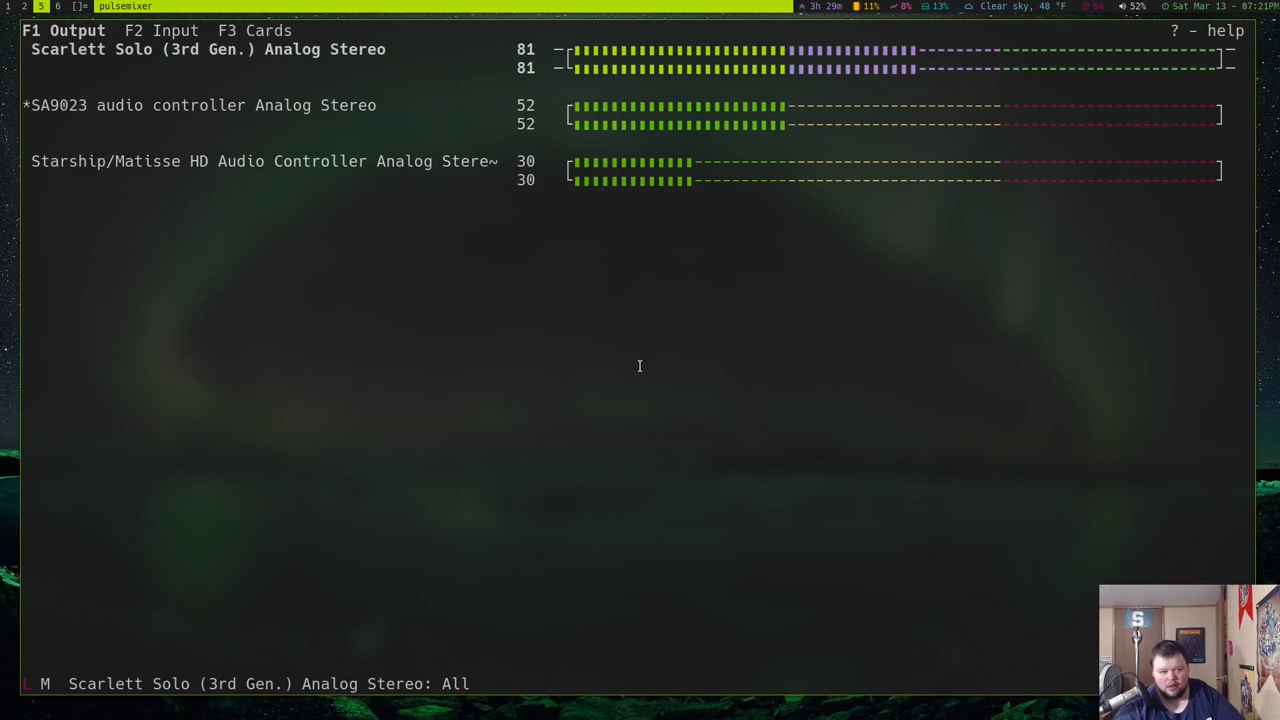 1 2 5 6 []= pulsemixer 3h 29m 11% 8% 13% Clear sky, 48 °F 84 52% Sat Mar 13 - 07:21PM
F1 Output F2 Input F3 Cards ? - help
Scarlett Solo (3rd Gen.) Analog Stereo 81
81
*SA9023 audio controller Analog Stereo 52
52
Starship/Matisse HD Audio Controller Analog Stere~ 30
30
S
L M Scarlett Solo (3rd Gen.) Analog Stereo: All